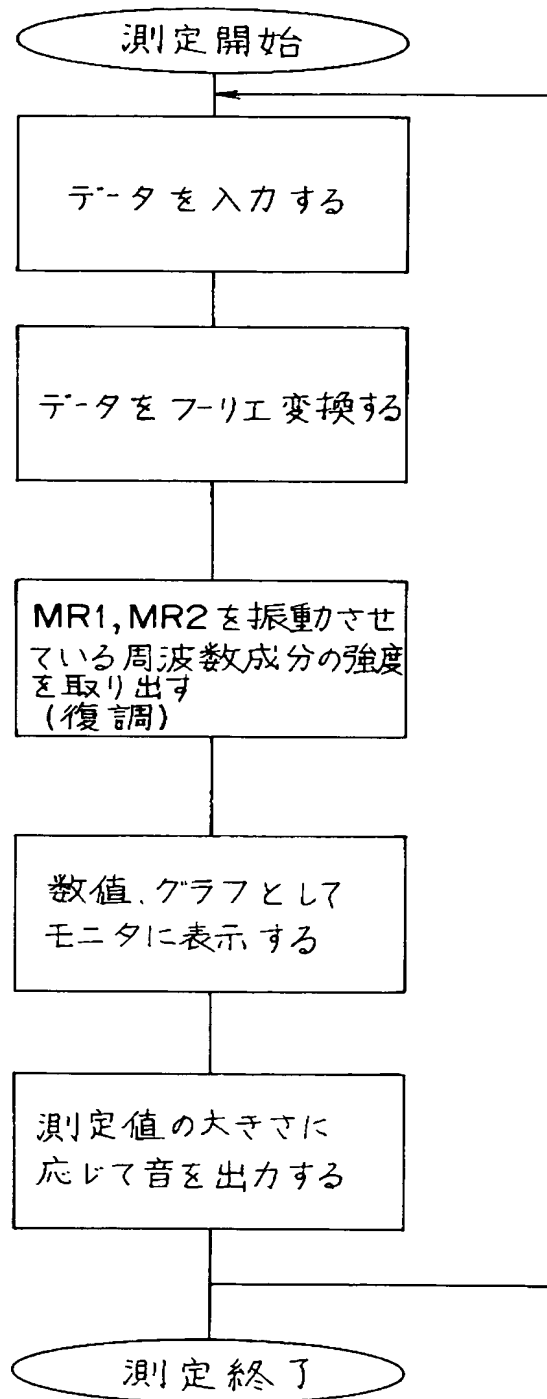 測定開始
データを入力する
データをフーリエ変換する
MR1,MR2を振動させ
ている周波数成分の強度
を取り出す
(復調)
数値、グラフとして
モニタに表示する
測定値の大きさに
応じて音を出力する
測定終了